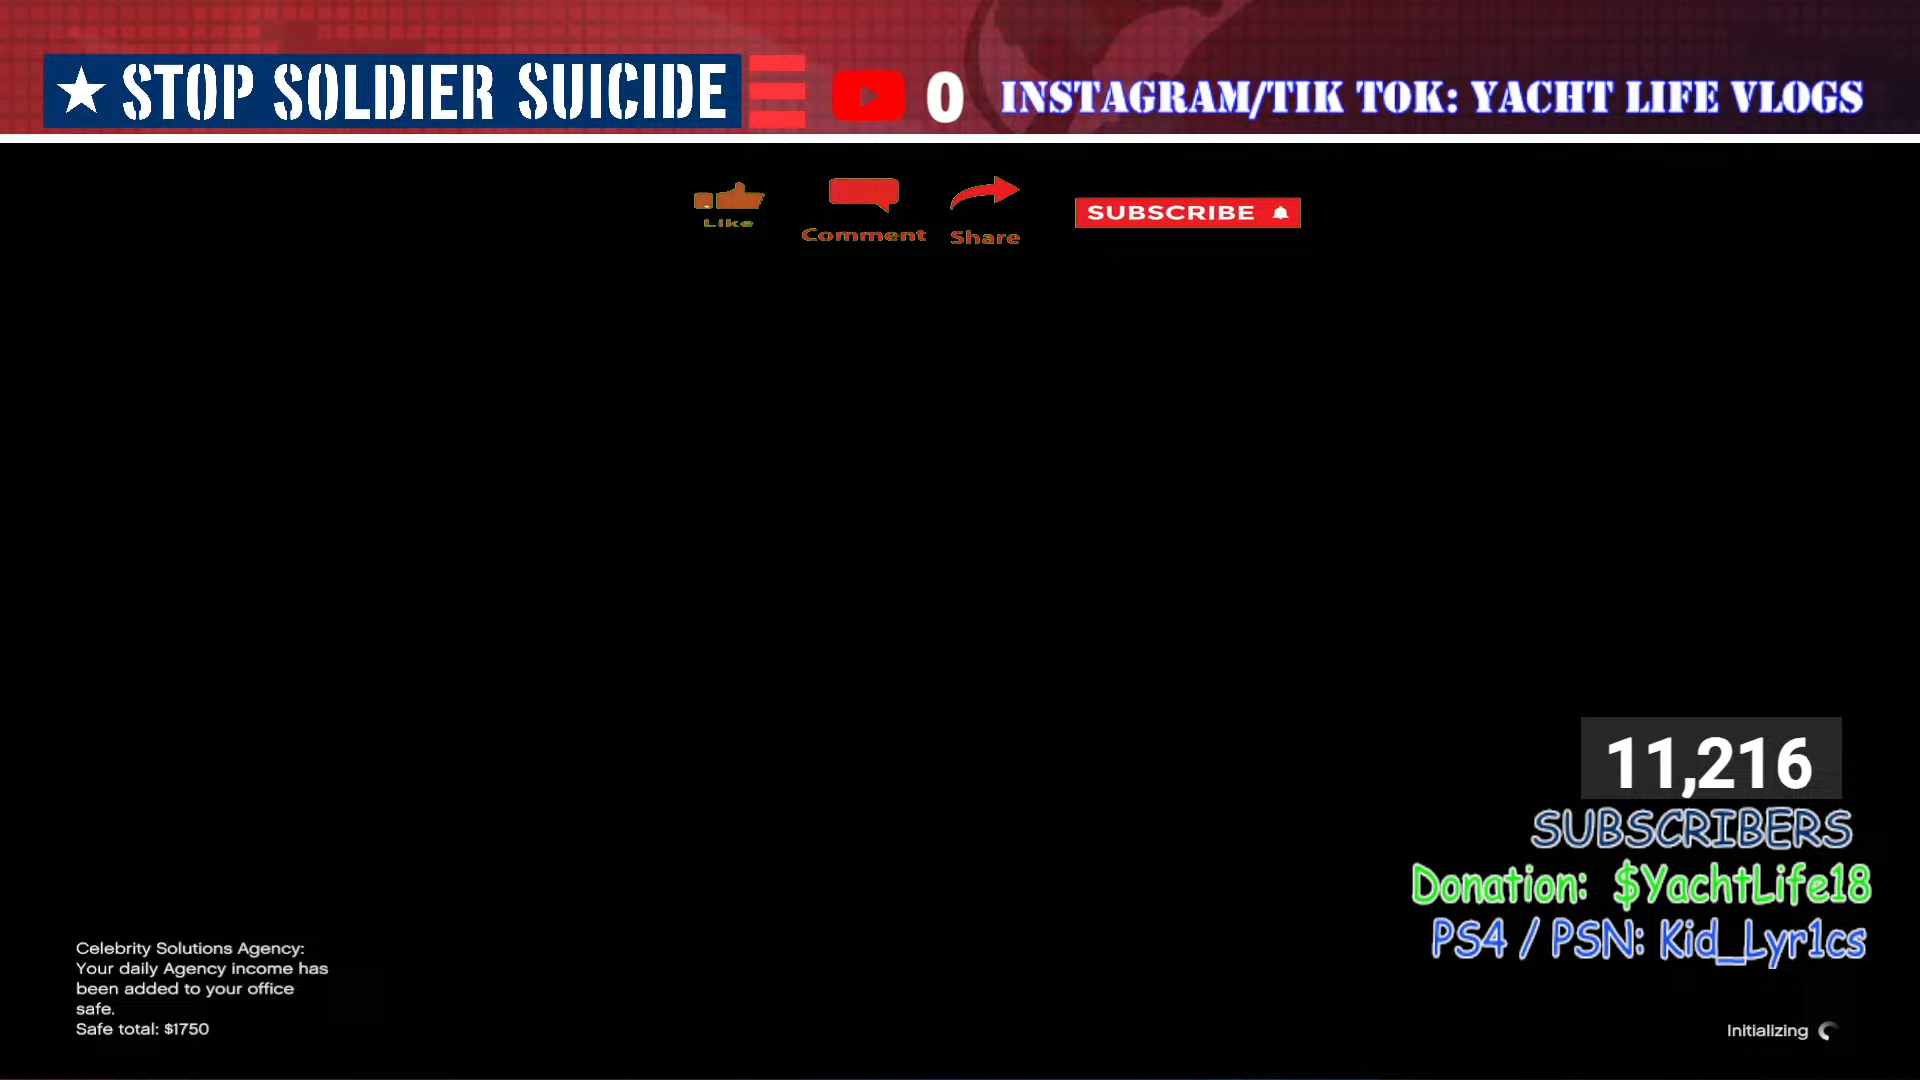 STOP SOLDIER SUICIDE
0
INSTAGRAM/TIK TOK: YACHT LIFE VLOGS
Like
Comment
Share
SUBSCRIBE
11,216
SUBSCRIBERS
Donation: $YachtLife18
PS4 / PSN: Kid_Lyr1cs
Celebrity Solutions Agency:
Your daily Agency income has
been added to your office
safe.
Safe total: $1750
Initializing